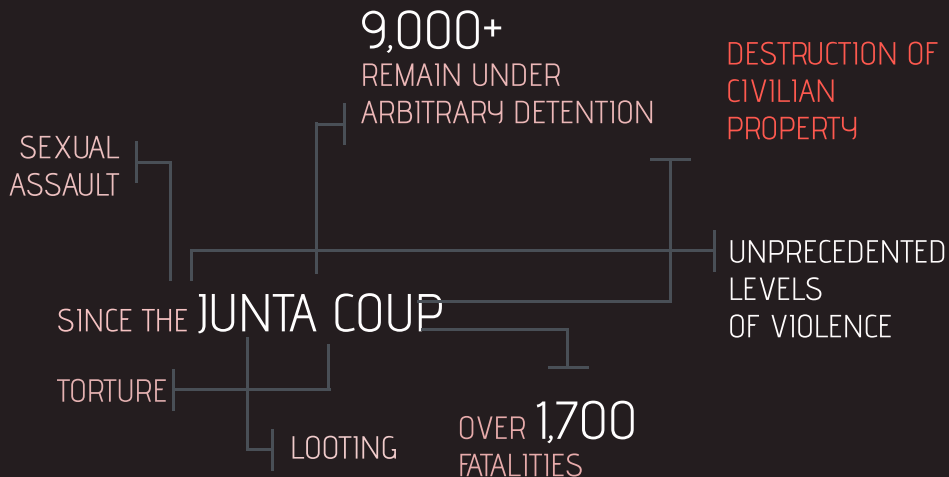 9,000+
REMAIN UNDER
ARBITRARY DETENTION
DESTRUCTION OF
CIVILIAN
PROPERTY
SEXUAL
ASSAULT
UNPRECEDENTED
LEVELS
OF VIOLENCE
SINCE THE JUNTA COUP
TORTURE
LOOTING
OVER 1,700
FATALITIES